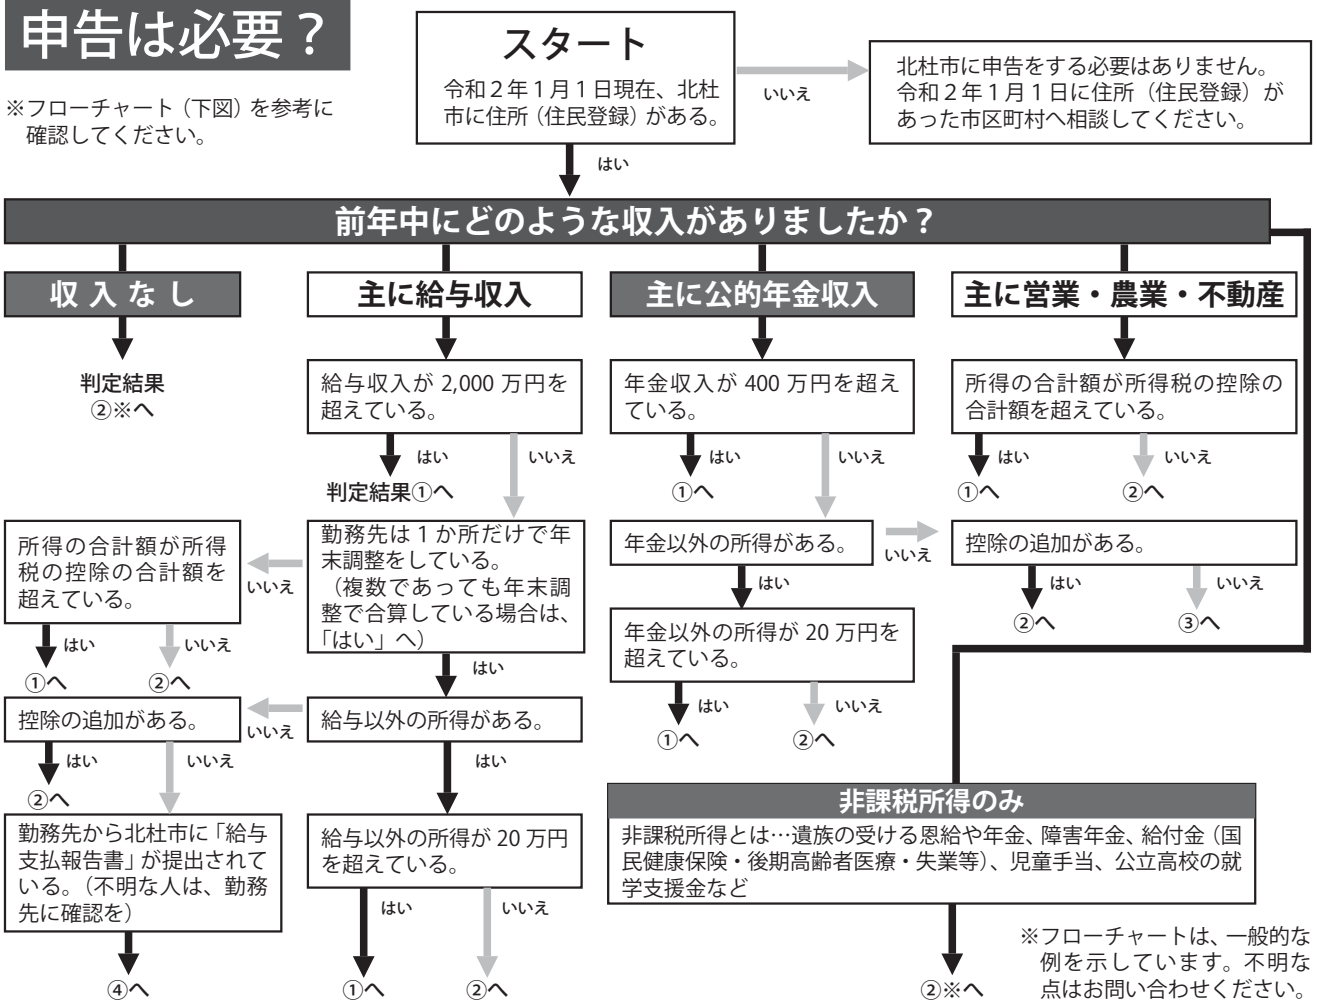 申告は必要？
※フローチャート（下図）を参考に
確認してください。
スタート
令和２年１月１日現在、北杜
市に住所（住民登録）がある。
いいえ
北杜市に申告をする必要はありません。
令和２年１月１日に住所（住民登録）が
あった市区町村へ相談してください。
はい
前年中にどのような収入がありましたか？
収入なし
判定結果
②※へ
主に給与収入
給与収入が 2,000 万円を
超えている。
はい
いいえ
判定結果①へ
勤務先は１か所だけで年
末調整をしている。
（複数であっても年末調
整で合算している場合は、
「はい」へ）
いいえ
所得の合計額が所得
税の控除の合計額を
超えている。
はい
いいえ
①へ
②へ
はい
給与以外の所得がある。
いいえ
控除の追加がある。
はい
いいえ
②へ
勤務先から北杜市に「給与
支払報告書」が提出されて
いる。（不明な人は、勤務
先に確認を）
④へ
はい
給与以外の所得が 20 万円
を超えている。
はい
いいえ
①へ
②へ
主に公的年金収入
年金収入が 400 万円を超え
ている。
はい
いいえ
①へ
年金以外の所得がある。
いいえ
はい
年金以外の所得が 20 万円を
超えている。
はい
いいえ
①へ
②へ
主に営業・農業・不動産
所得の合計額が所得税の控除の
合計額を超えている。
はい
いいえ
①へ
②へ
控除の追加がある。
はい
いいえ
②へ
③へ
非課税所得のみ
非課税所得とは…遺族の受ける恩給や年金、障害年金、給付金（国
民健康保険・後期高齢者医療・失業等）、児童手当、公立高校の就
学支援金など
②※へ
※フローチャートは、一般的な
例を示しています。不明な
点はお問い合わせください。